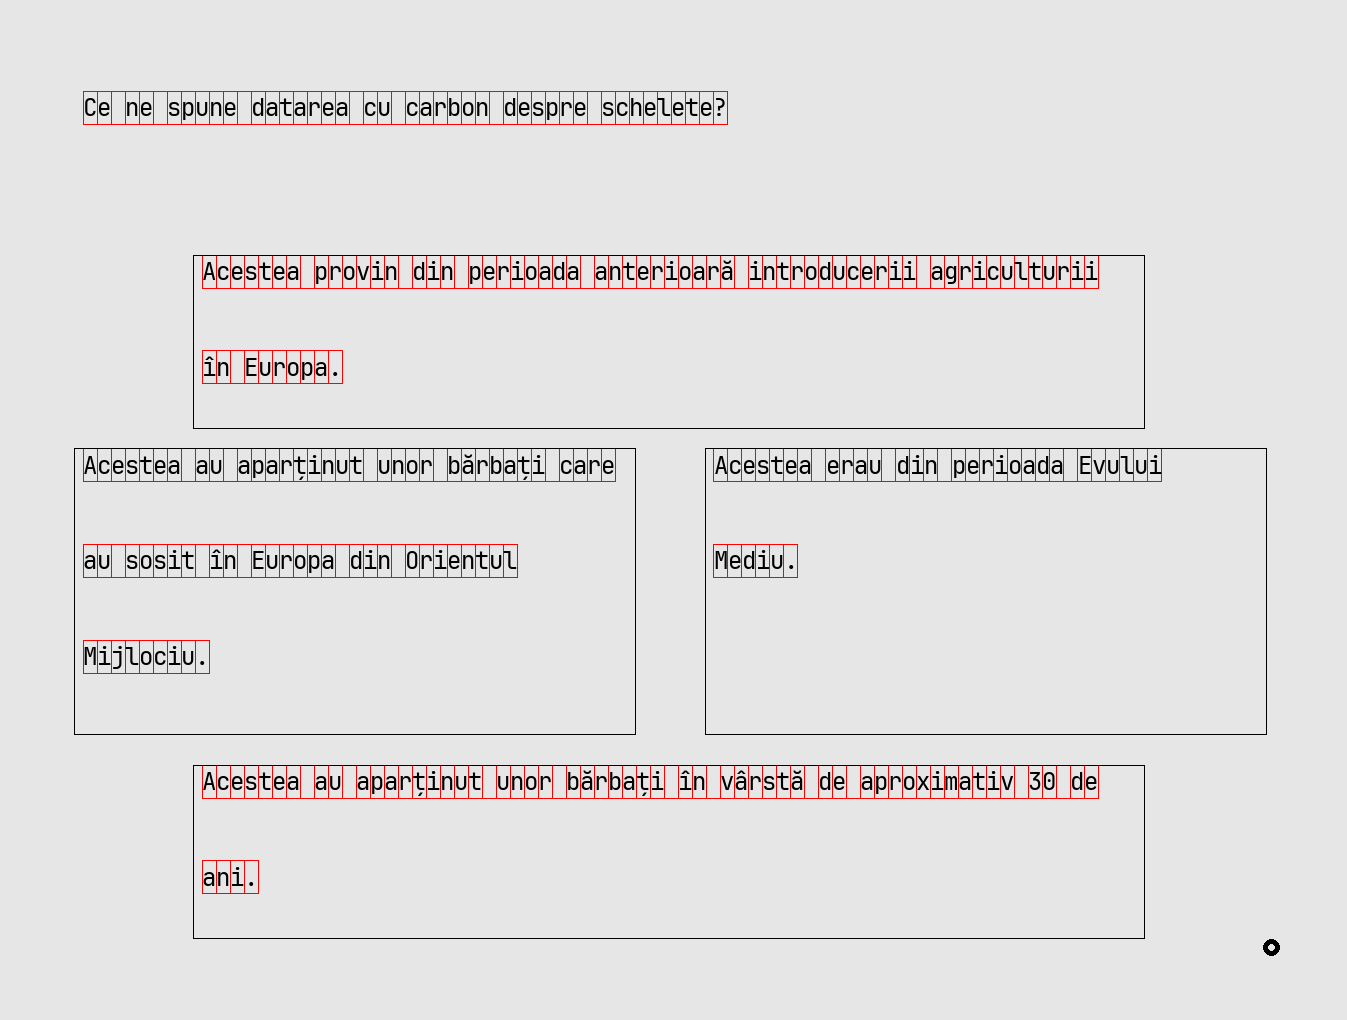 Ce ne spune datarea cu carbon despre schelete?
Acestea provin din perioada anterioară introducerii agriculturii
în Europa.
Acestea au aparținut unor bărbați care
au sosit în Europa din Orientul
Mijlociu.
Acestea erau din perioada Evului
Mediu.
Acestea au aparținut unor bărbați în vârstă de aproximativ 30 de
ani.